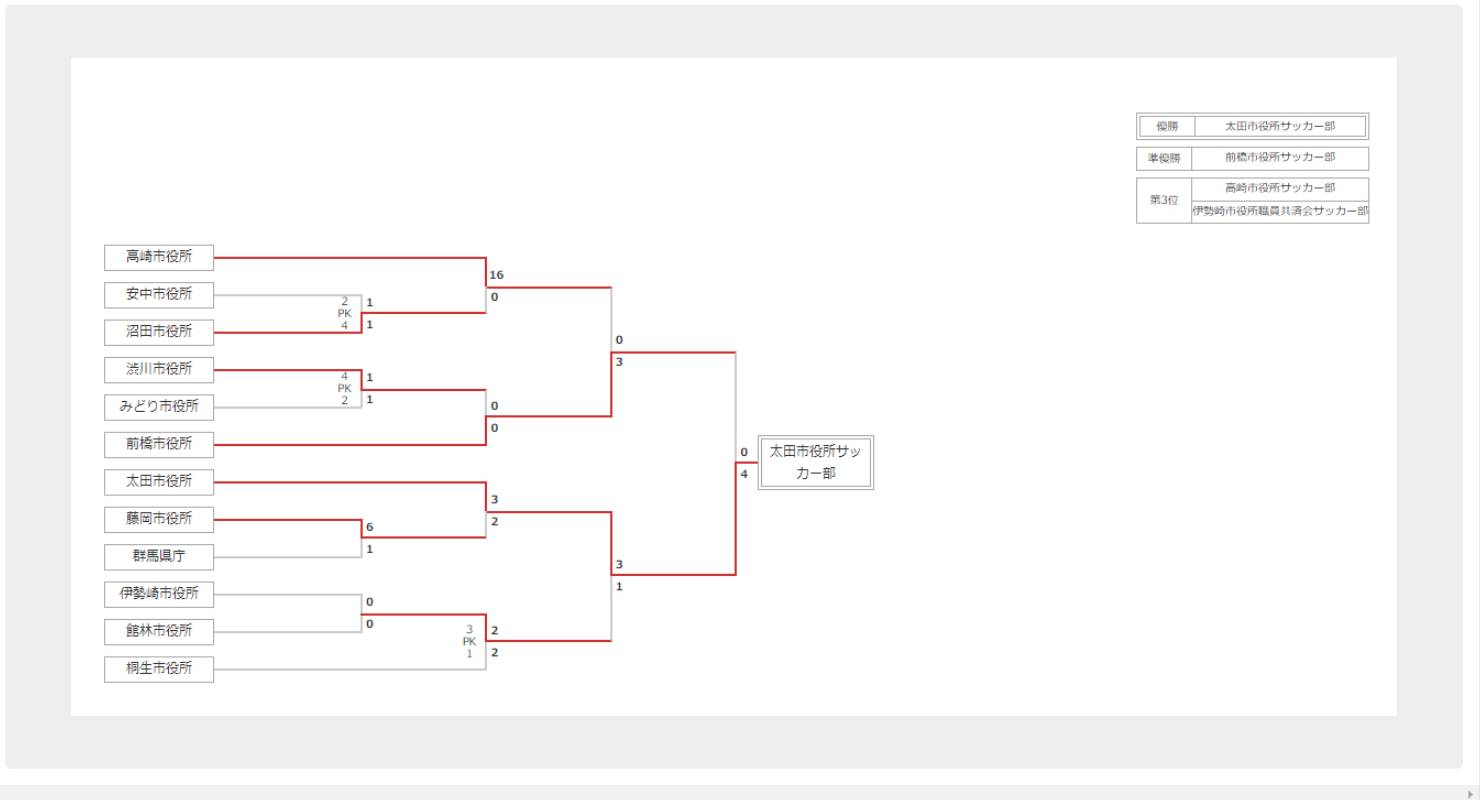 優勝 太田市役所サッカー部
準優勝 前橋市役所サッカー部
第3位 高崎市役所サッカー部
伊勢崎市役所職員共済会サッカー部
高崎市役所
16
安中市役所
0
2 1
PK
沼田市役所
4 1
0
3
渋川市役所
4 1
PK
みどり市役所
2 1
0
前橋市役所
0
0
太田市役所サッ
カー部
4
太田市役所
3
藤岡市役所
2
6
群馬県庁
1
3
伊勢崎市役所
1
0
館林市役所
0
3 2
PK
桐生市役所
1 2